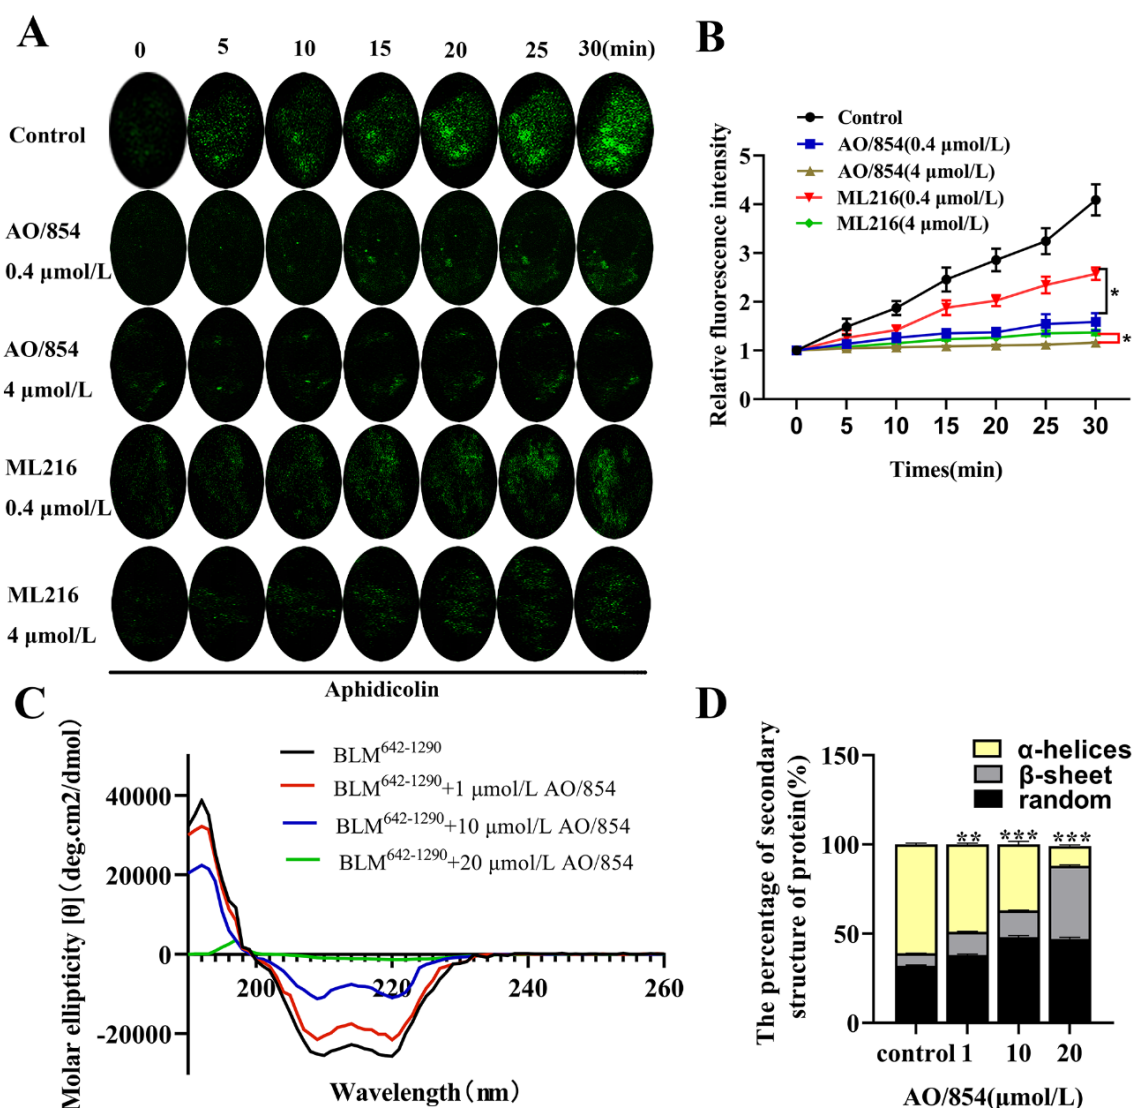 A
0 5 10 15 20 25 30(min)
Control
AO/854
0.4 μmol/L
AO/854
4 μmol/L
ML216
0.4 μmol/L
ML216
4 μmol/L
Aphidicolin
B
Relative fluorescence intensity
5
4
3
2
1
0
0 5 10 15 20 25 30
Times(min)
Control
AO/854(0.4 μmol/L)
AO/854(4 μmol/L)
ML216(0.4 μmol/L)
ML216(4 μmol/L)
*
*
C
Molar ellipticity [θ](deg.cm2/dmol)
40000
20000
0
-20000
200 220 240 260
Wavelength(nm)
BLM642-1290
BLM642-1290+1 μmol/L AO/854
BLM642-1290+10 μmol/L AO/854
BLM642-1290+20 μmol/L AO/854
D
The percentage of secondary
structure of protein(%)
150
100
50
0
α-helices
β-sheet
random
** *** ***
control 1 10 20
AO/854(μmol/L)